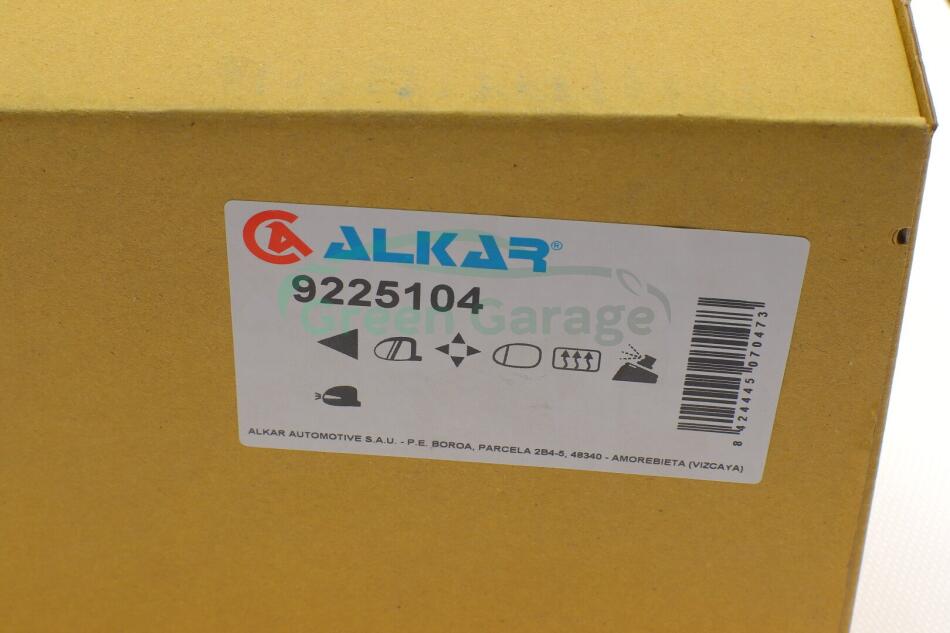 ALKAR®
9225104
Green Garage
8 424445 070473
ALKAR AUTOMOTIVE S.A.U. - P.E. BOROA, PARCELA 2B4-5, 48340 - AMOREBIETA (VIZCAYA)